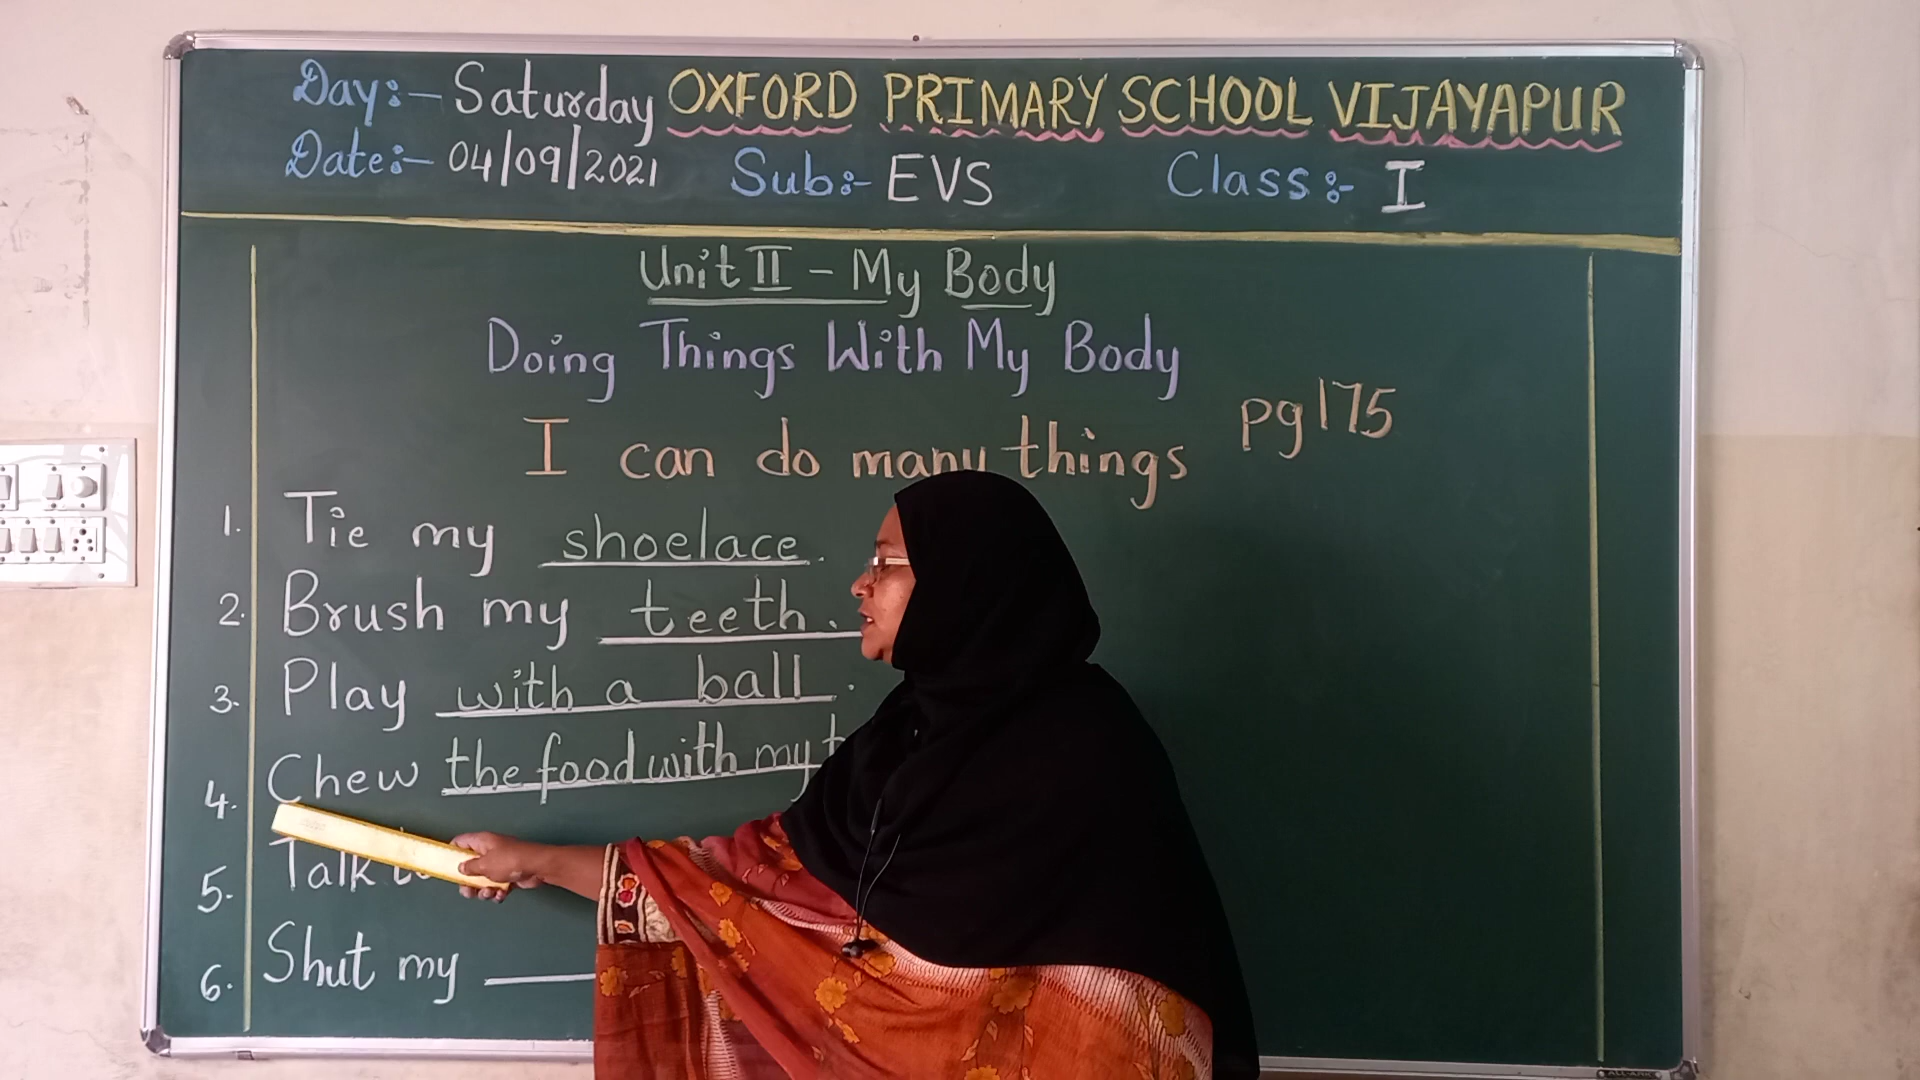 Day:- Saturday OXFORD PRIMARY SCHOOL VIJAYAPUR
Date:- 04/09/2021 Sub:- EVS Class:- I
Unit II - My Body
Doing Things With My Body
I can do many things pg 175
1. Tie my shoelace.
2. Brush my teeth.
3. Play with a ball.
4. Chew the food with my
5. Talk
6. Shut my